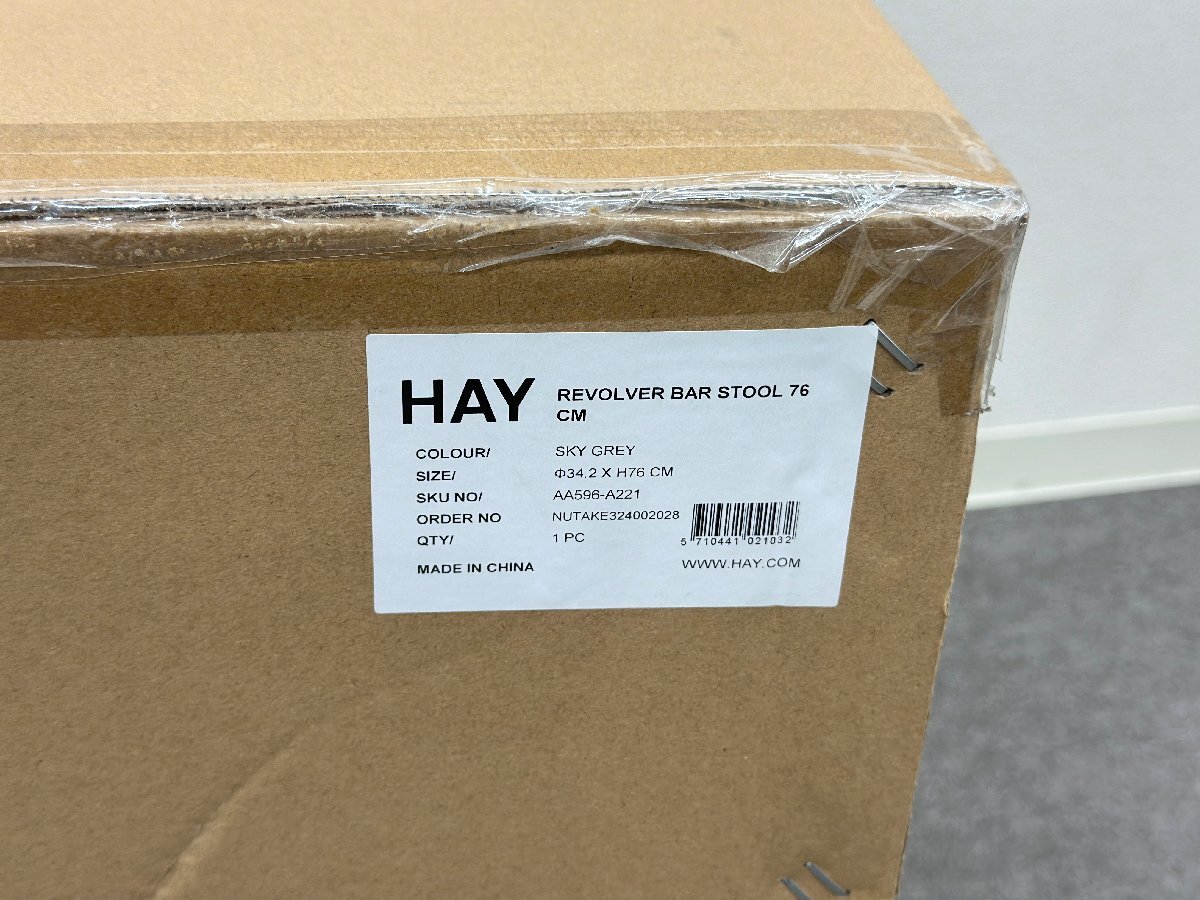 HAY
REVOLVER BAR STOOL 76
CM
COLOUR/ SKY GREY
SIZE/ Φ34.2 X H76 CM
SKU NO/ AA596-A221
ORDER NO NUTAKE324002028
QTY/ 1 PC
5 710441 021032
MADE IN CHINA
WWW.HAY.COM